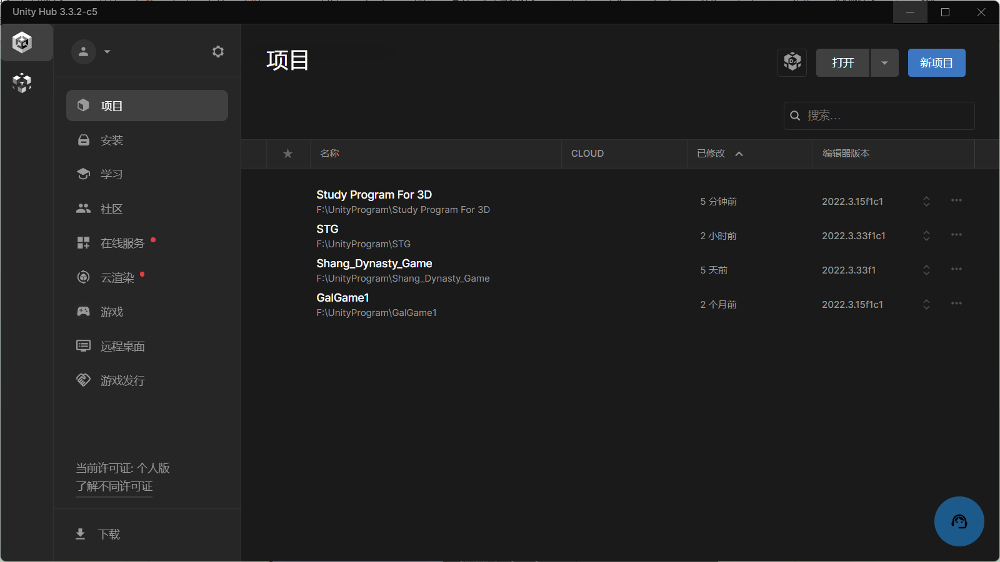 Unity Hub 3.3.2-c5
项目
打开
新项目
搜索...
项目
安装
学习
社区
在线服务
云渲染
游戏
远程桌面
游戏发行
当前许可证: 个人版
了解不同许可证
下载
名称 CLOUD 已修改 编辑器版本
Study Program For 3D
F:\UnityProgram\Study Program For 3D
5 分钟前 2022.3.15f1c1
STG
F:\UnityProgram\STG
2 小时前 2022.3.33f1c1
Shang_Dynasty_Game
F:\UnityProgram\Shang_Dynasty_Game
5 天前 2022.3.33f1
GalGame1
F:\UnityProgram\GalGame1
2 个月前 2022.3.15f1c1